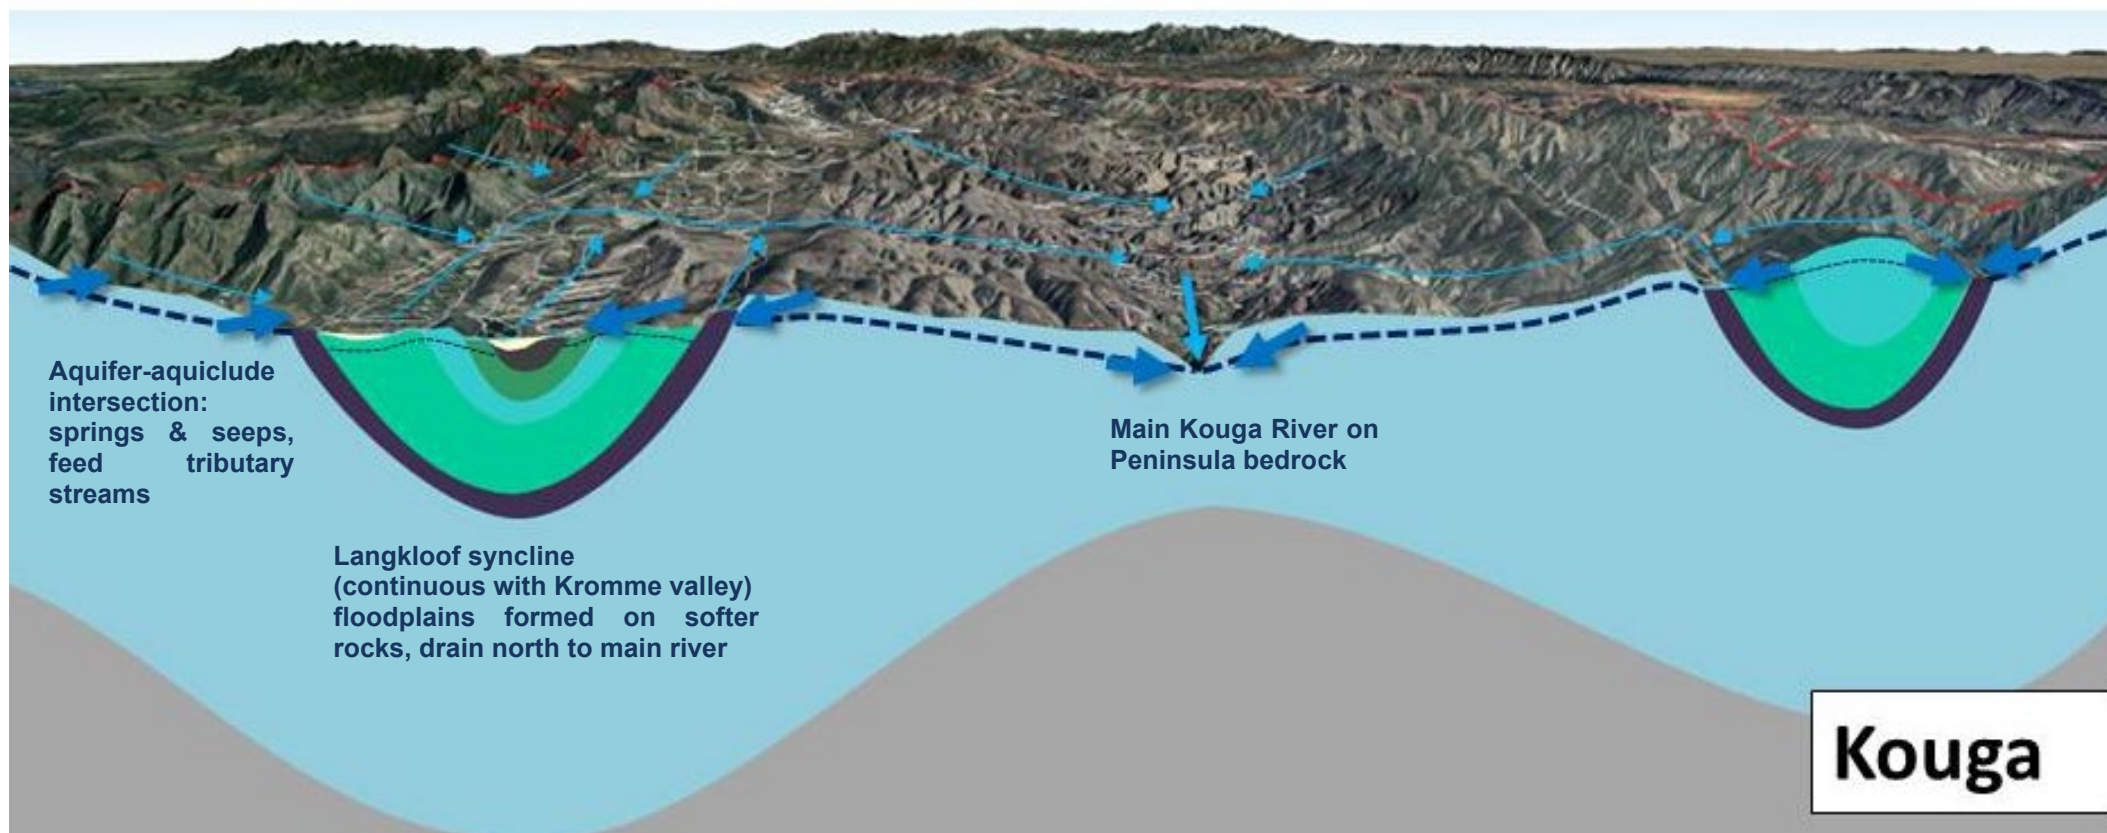 Aquifer-aquiclude
intersection:
springs & seeps,
feed tributary
streams
Main Kouga River on
Peninsula bedrock
Langkloof syncline
(continuous with Kromme valley)
floodplains formed on softer
rocks, drain north to main river
Kouga